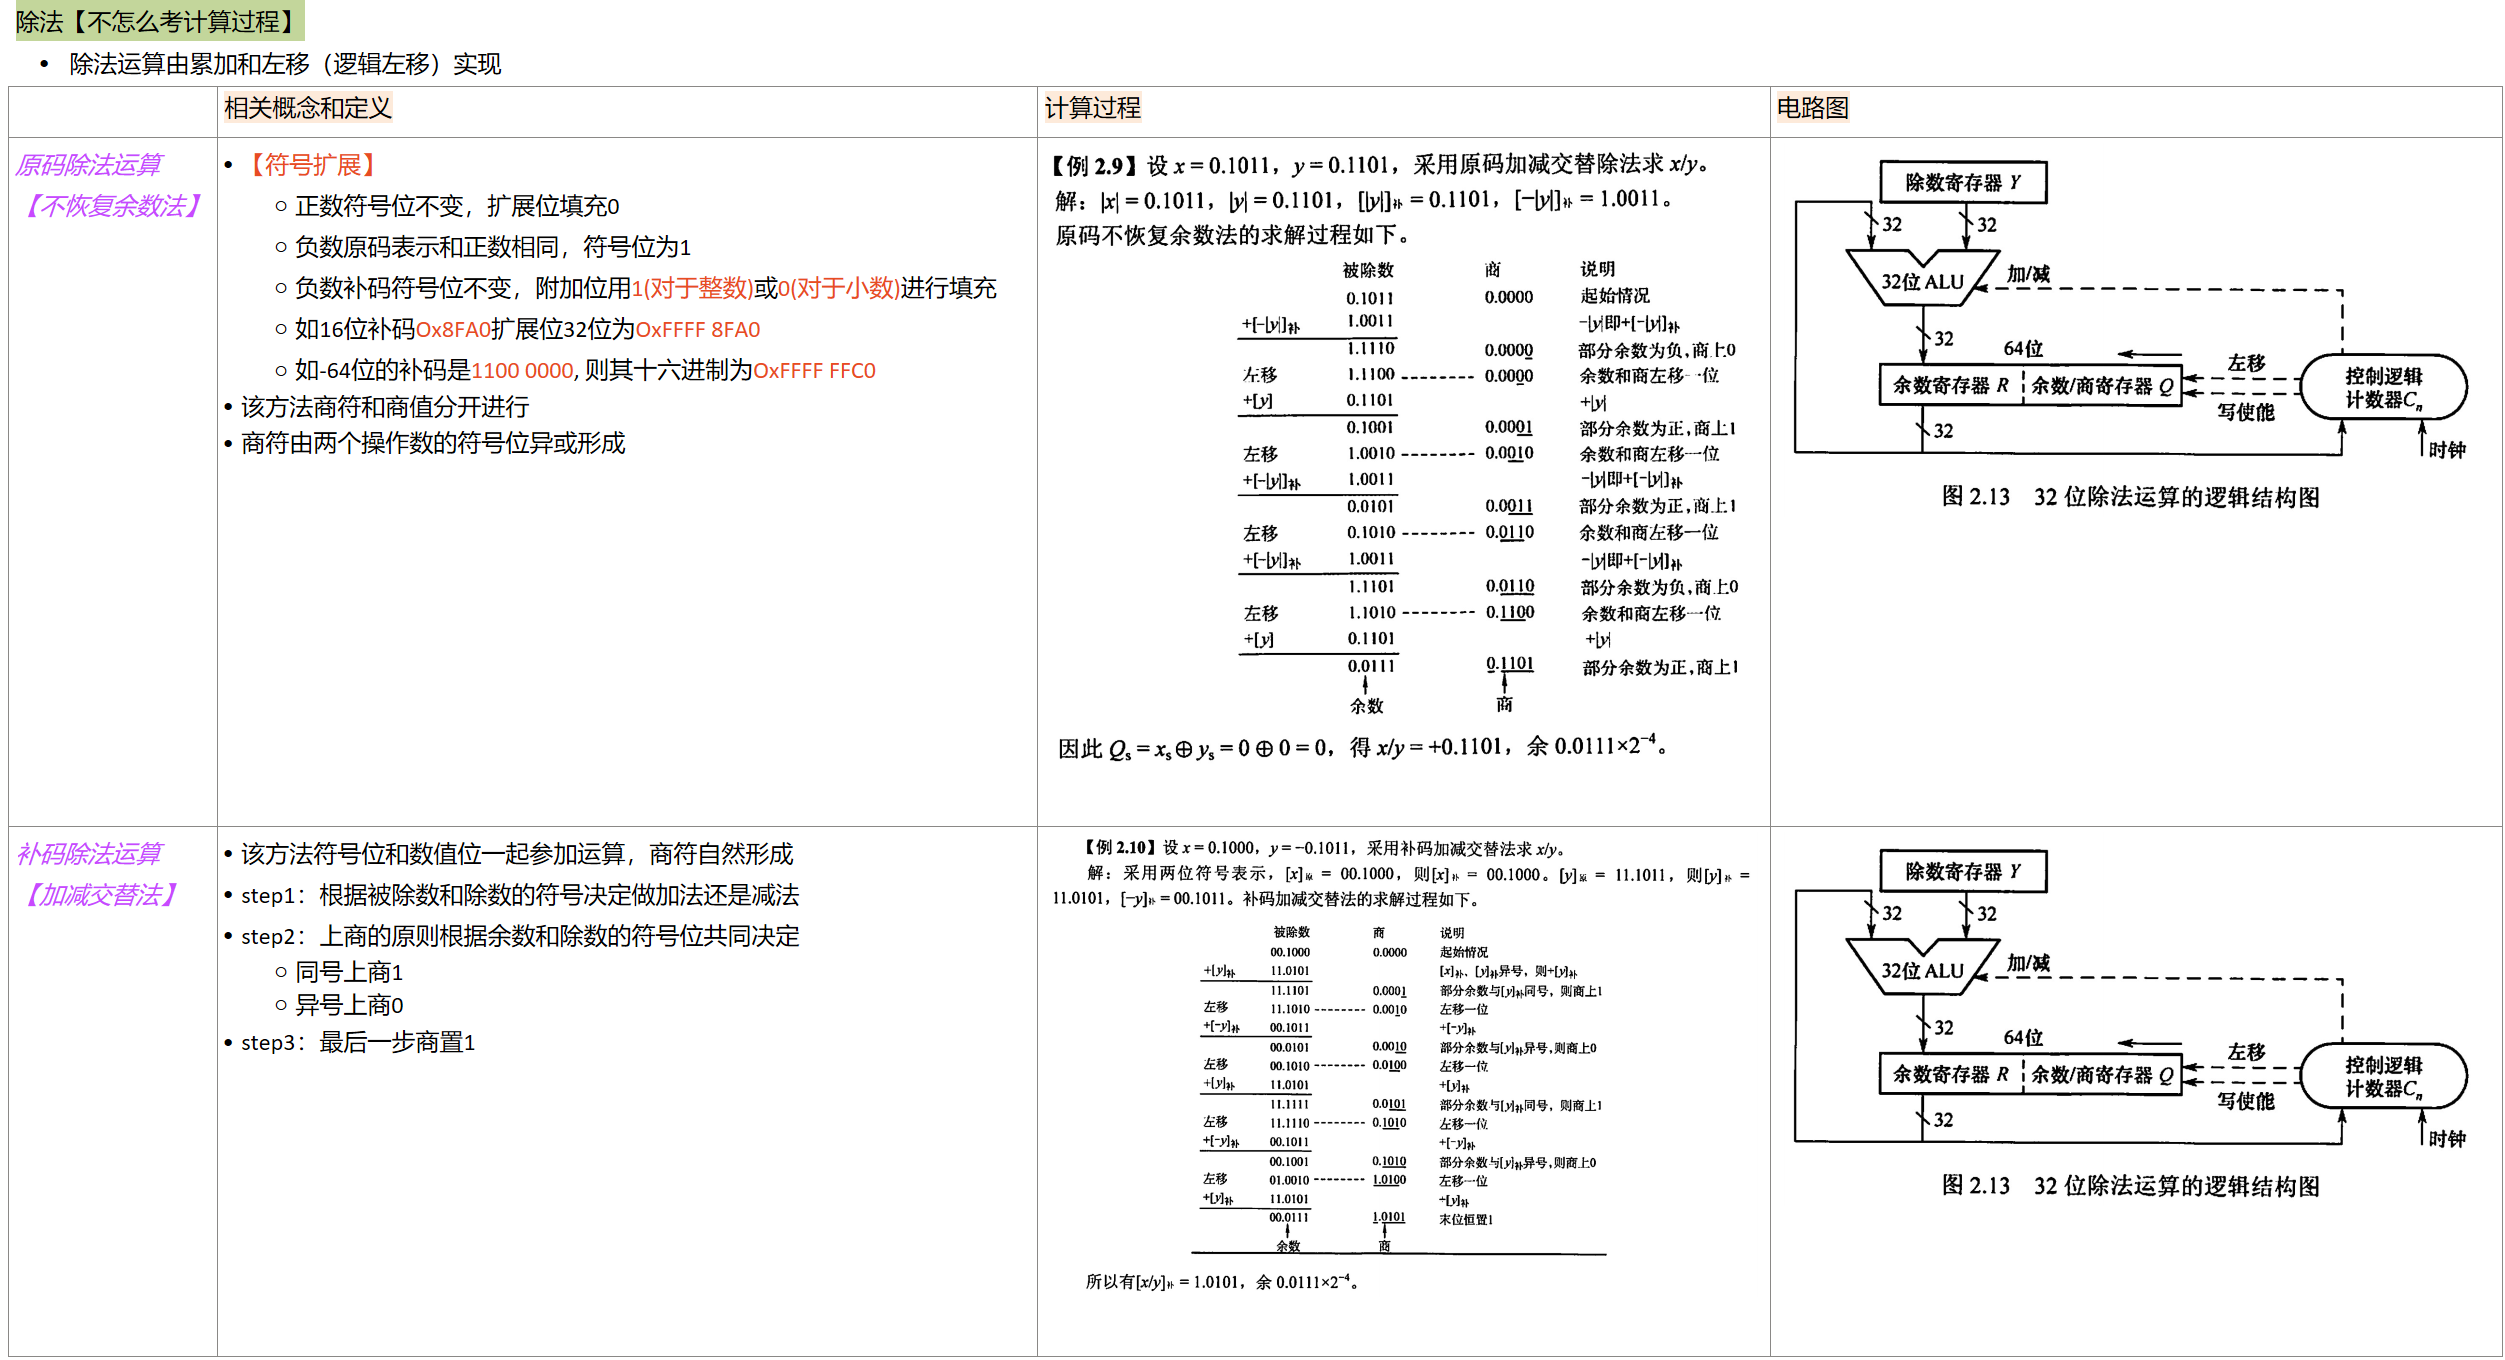 除法【不怎么考计算过程】
• 除法运算由累加和左移（逻辑左移）实现
相关概念和定义
计算过程
电路图
原码除法运算
【不恢复余数法】
• 【符号扩展】
○ 正数符号位不变，扩展位填充0
○ 负数原码表示和正数相同，符号位为1
○ 负数补码符号位不变，附加位用1(对于整数)或0(对于小数)进行填充
○ 如16位补码Ox8FA0扩展位32位为OxFFFF 8FA0
○ 如-64位的补码是1100 0000, 则其十六进制为OxFFFF FFC0
• 该方法商符和商值分开进行
• 商符由两个操作数的符号位异或形成
【例 2.9】设 x = 0.1011，y = 0.1101，采用原码加减交替除法求 x/y。
解：|x| = 0.1011，|y| = 0.1101，[|y|]补 = 0.1101，[−|y|]补 = 1.0011。
原码不恢复余数法的求解过程如下。
被除数 商 说明
0.1011 0.0000 起始情况
+[−|y|]补 1.0011 −|y|即+[−|y|]补
1.1110 0.0000 部分余数为负,商上0
左移 1.1100 -------- 0.0000 余数和商左移一位
+[y] 0.1101 +|y|
0.1001 0.0001 部分余数为正,商上1
左移 1.0010 -------- 0.0010 余数和商左移一位
+[−|y|]补 1.0011 −|y|即+[−|y|]补
0.0101 0.0011 部分余数为正,商上1
左移 0.1010 -------- 0.0110 余数和商左移一位
+[−|y|]补 1.0011 −|y|即+[−|y|]补
1.1101 0.0110 部分余数为负,商上0
左移 1.1010 -------- 0.1100 余数和商左移一位
+[y] 0.1101 +|y|
0.0111 0.1101 部分余数为正,商上1
余数 商
因此 Qs = xs ⊕ ys = 0 ⊕ 0 = 0，得 x/y = +0.1101，余 0.0111×2⁻⁴。
除数寄存器 Y
32 32
32位 ALU 加/减
32
64位
余数寄存器 R 余数/商寄存器 Q
左移
写使能
控制逻辑
计数器Cn
32
时钟
图 2.13 32 位除法运算的逻辑结构图
补码除法运算
【加减交替法】
• 该方法符号位和数值位一起参加运算，商符自然形成
• step1：根据被除数和除数的符号决定做加法还是减法
• step2：上商的原则根据余数和除数的符号位共同决定
○ 同号上商1
○ 异号上商0
• step3：最后一步商置1
【例 2.10】设 x = 0.1000，y = −0.1011，采用补码加减交替法求 x/y。
解：采用两位符号表示，[x]原 = 00.1000，则[x]补 = 00.1000。[y]原 = 11.1011，则[y]补 =
11.0101，[−y]补 = 00.1011。补码加减交替法的求解过程如下。
被除数 商 说明
00.1000 0.0000 起始情况
+[y]补 11.0101 [x]补、[y]补异号，则+[y]补
11.1101 0.0001 部分余数与[y]补同号，则商上1
左移 11.1010 -------- 0.0010 左移一位
+[−y]补 00.1011 +[−y]补
00.0101 0.0010 部分余数与[y]补异号,则商上0
左移 00.1010 -------- 0.0100 左移一位
+[y]补 11.0101 +[y]补
11.1111 0.0101 部分余数与[y]补同号，则商上1
左移 11.1110 -------- 0.1010 左移一位
+[−y]补 00.1011 +[−y]补
00.1001 0.1010 部分余数与[y]补异号,则商上0
左移 01.0010 -------- 1.0100 左移一位
+[y]补 11.0101 +[y]补
00.0111 1.0101 末位恒置1
余数 商
所以有[x/y]补 = 1.0101，余 0.0111×2⁻⁴。
除数寄存器 Y
32 32
32位 ALU 加/减
32
64位
余数寄存器 R 余数/商寄存器 Q
左移
写使能
控制逻辑
计数器Cn
32
时钟
图 2.13 32 位除法运算的逻辑结构图